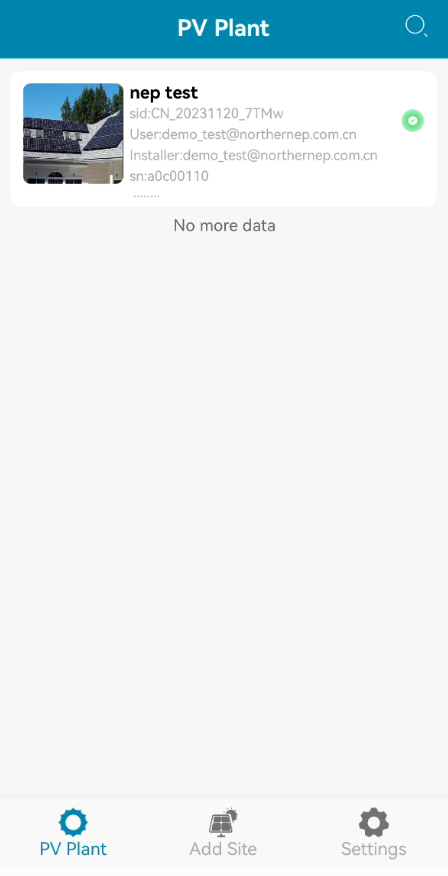 PV Plant
nep test
sid:CN_20231120_7TMw
User:demo_test@northernep.com.cn
Installer:demo_test@northernep.com.cn
sn:a0c00110
........
No more data
PV Plant
Add Site
Settings